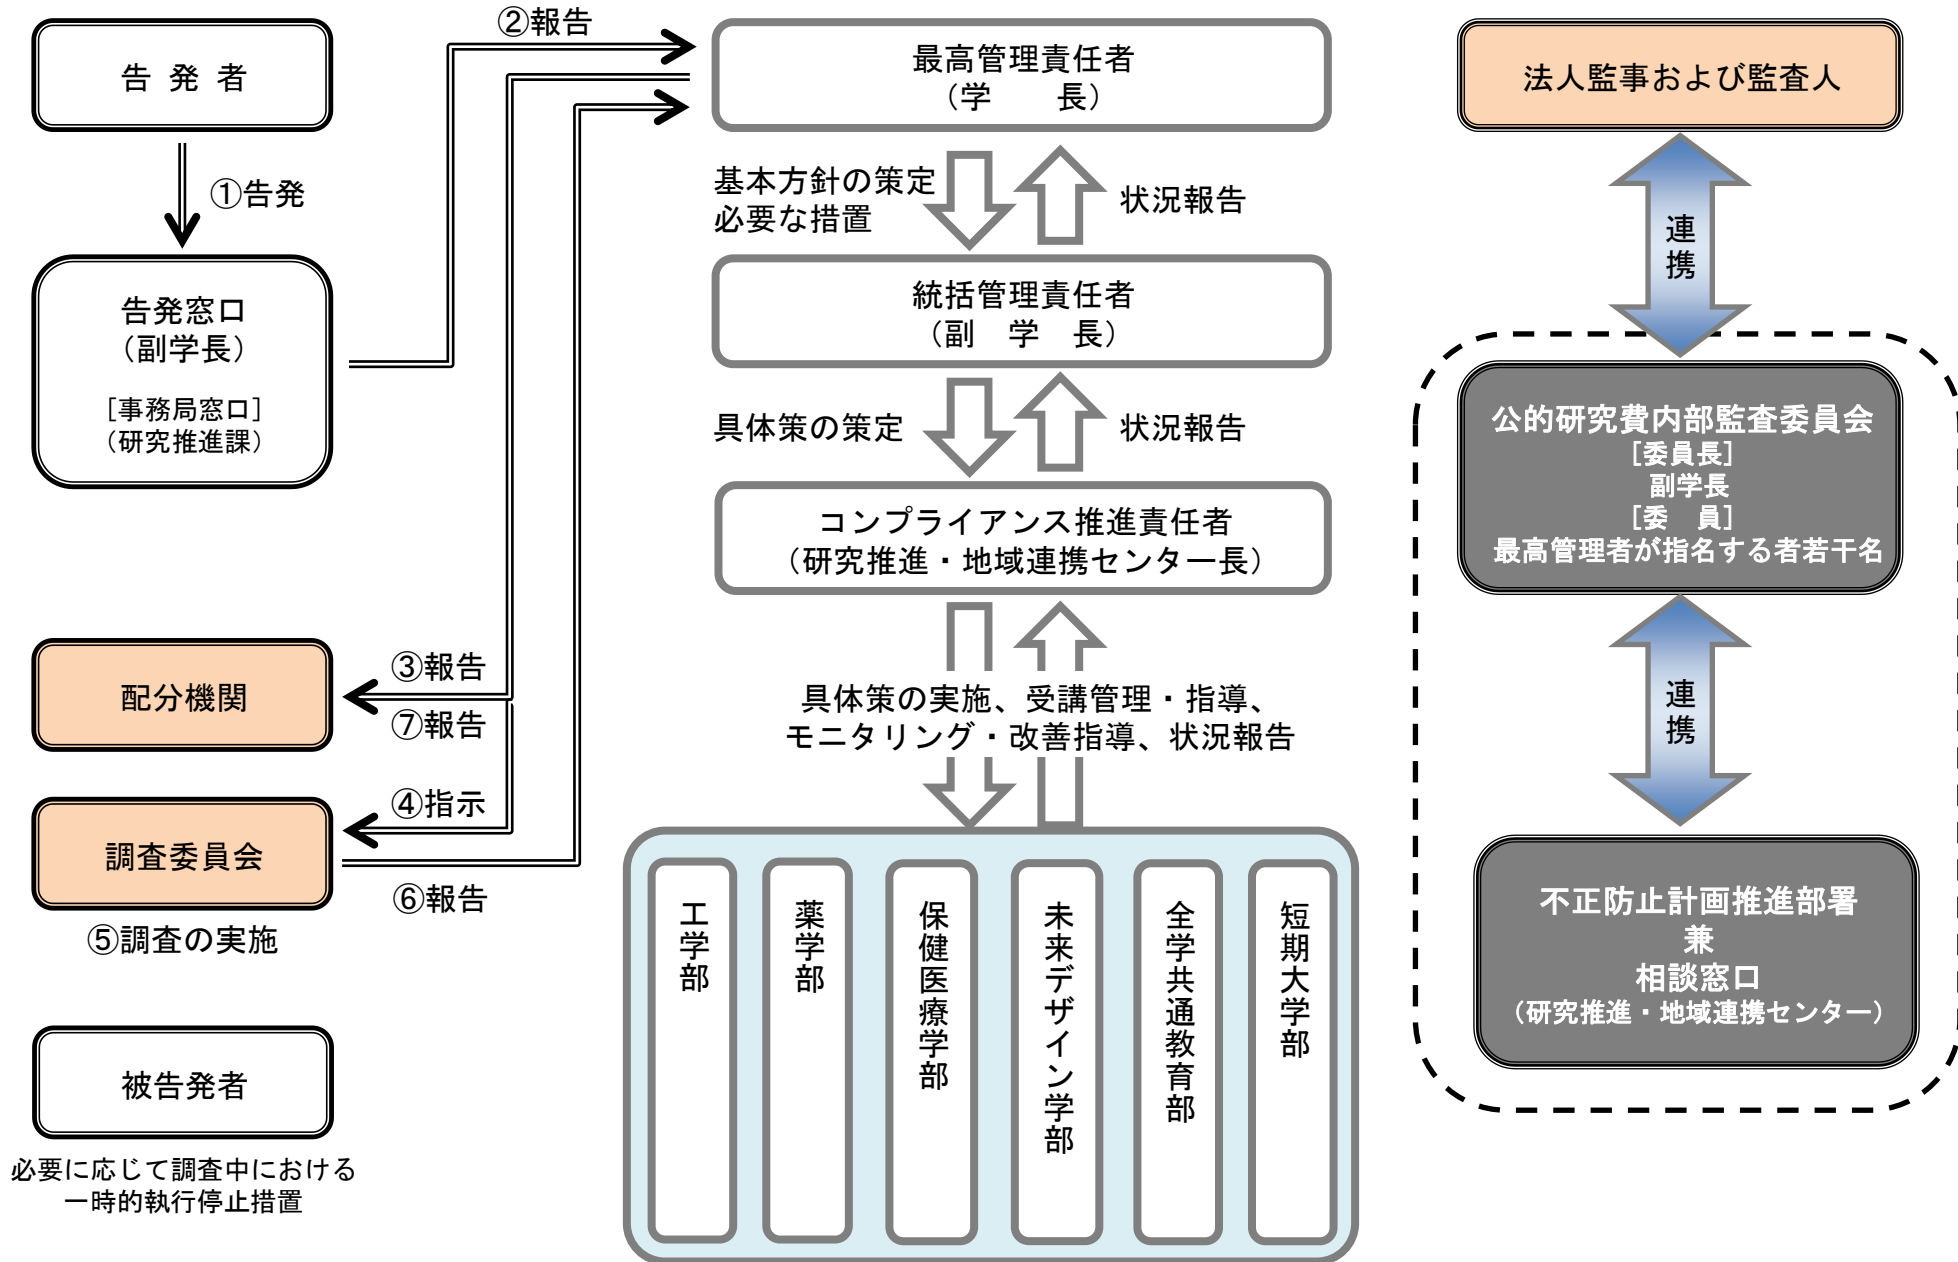 告 発 者
①告発
告発窓口
（副学長）
［事務局窓口］
（研究推進課）
②報告
配分機関
③報告
⑦報告
④指示
調査委員会
⑥報告
⑤調査の実施
被告発者
必要に応じて調査中における
一時的執行停止措置
最高管理責任者
（学　　長）
基本方針の策定
必要な措置
状況報告
統括管理責任者
（副　学　長）
具体策の策定
状況報告
コンプライアンス推進責任者
（研究推進・地域連携センター長）
具体策の実施、受講管理・指導、
モニタリング・改善指導、状況報告
工学部
薬学部
保健医療学部
未来デザイン学部
全学共通教育部
短期大学部
法人監事および監査人
連携
公的研究費内部監査委員会
［委員長］
副学長
［委　員］
最高管理者が指名する者若干名
連携
不正防止計画推進部署
兼
相談窓口
（研究推進・地域連携センター）